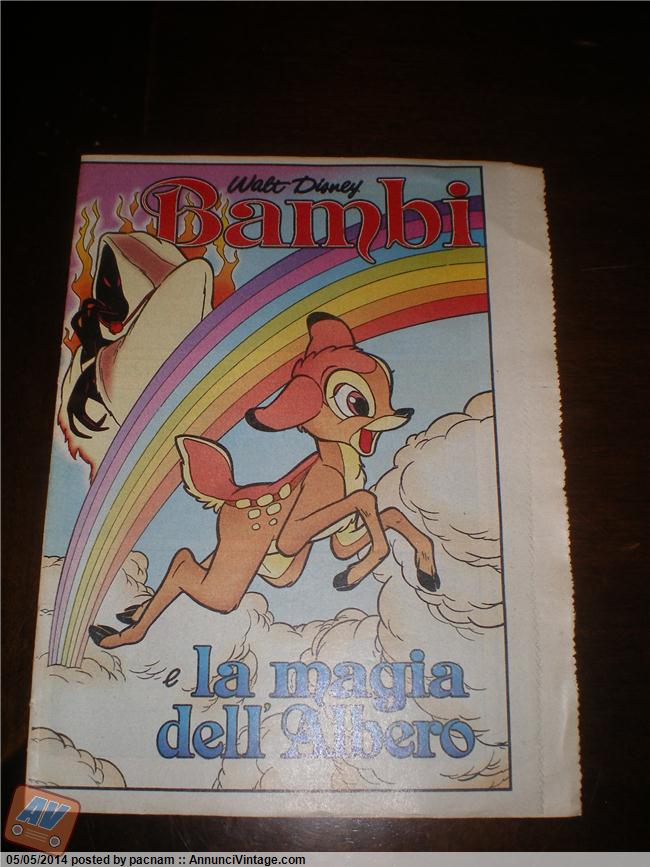 Walt Disney
Bambi
e la magia
dell'Albero
AV
05/05/2014 posted by pacnam :: AnnunciVintage.com